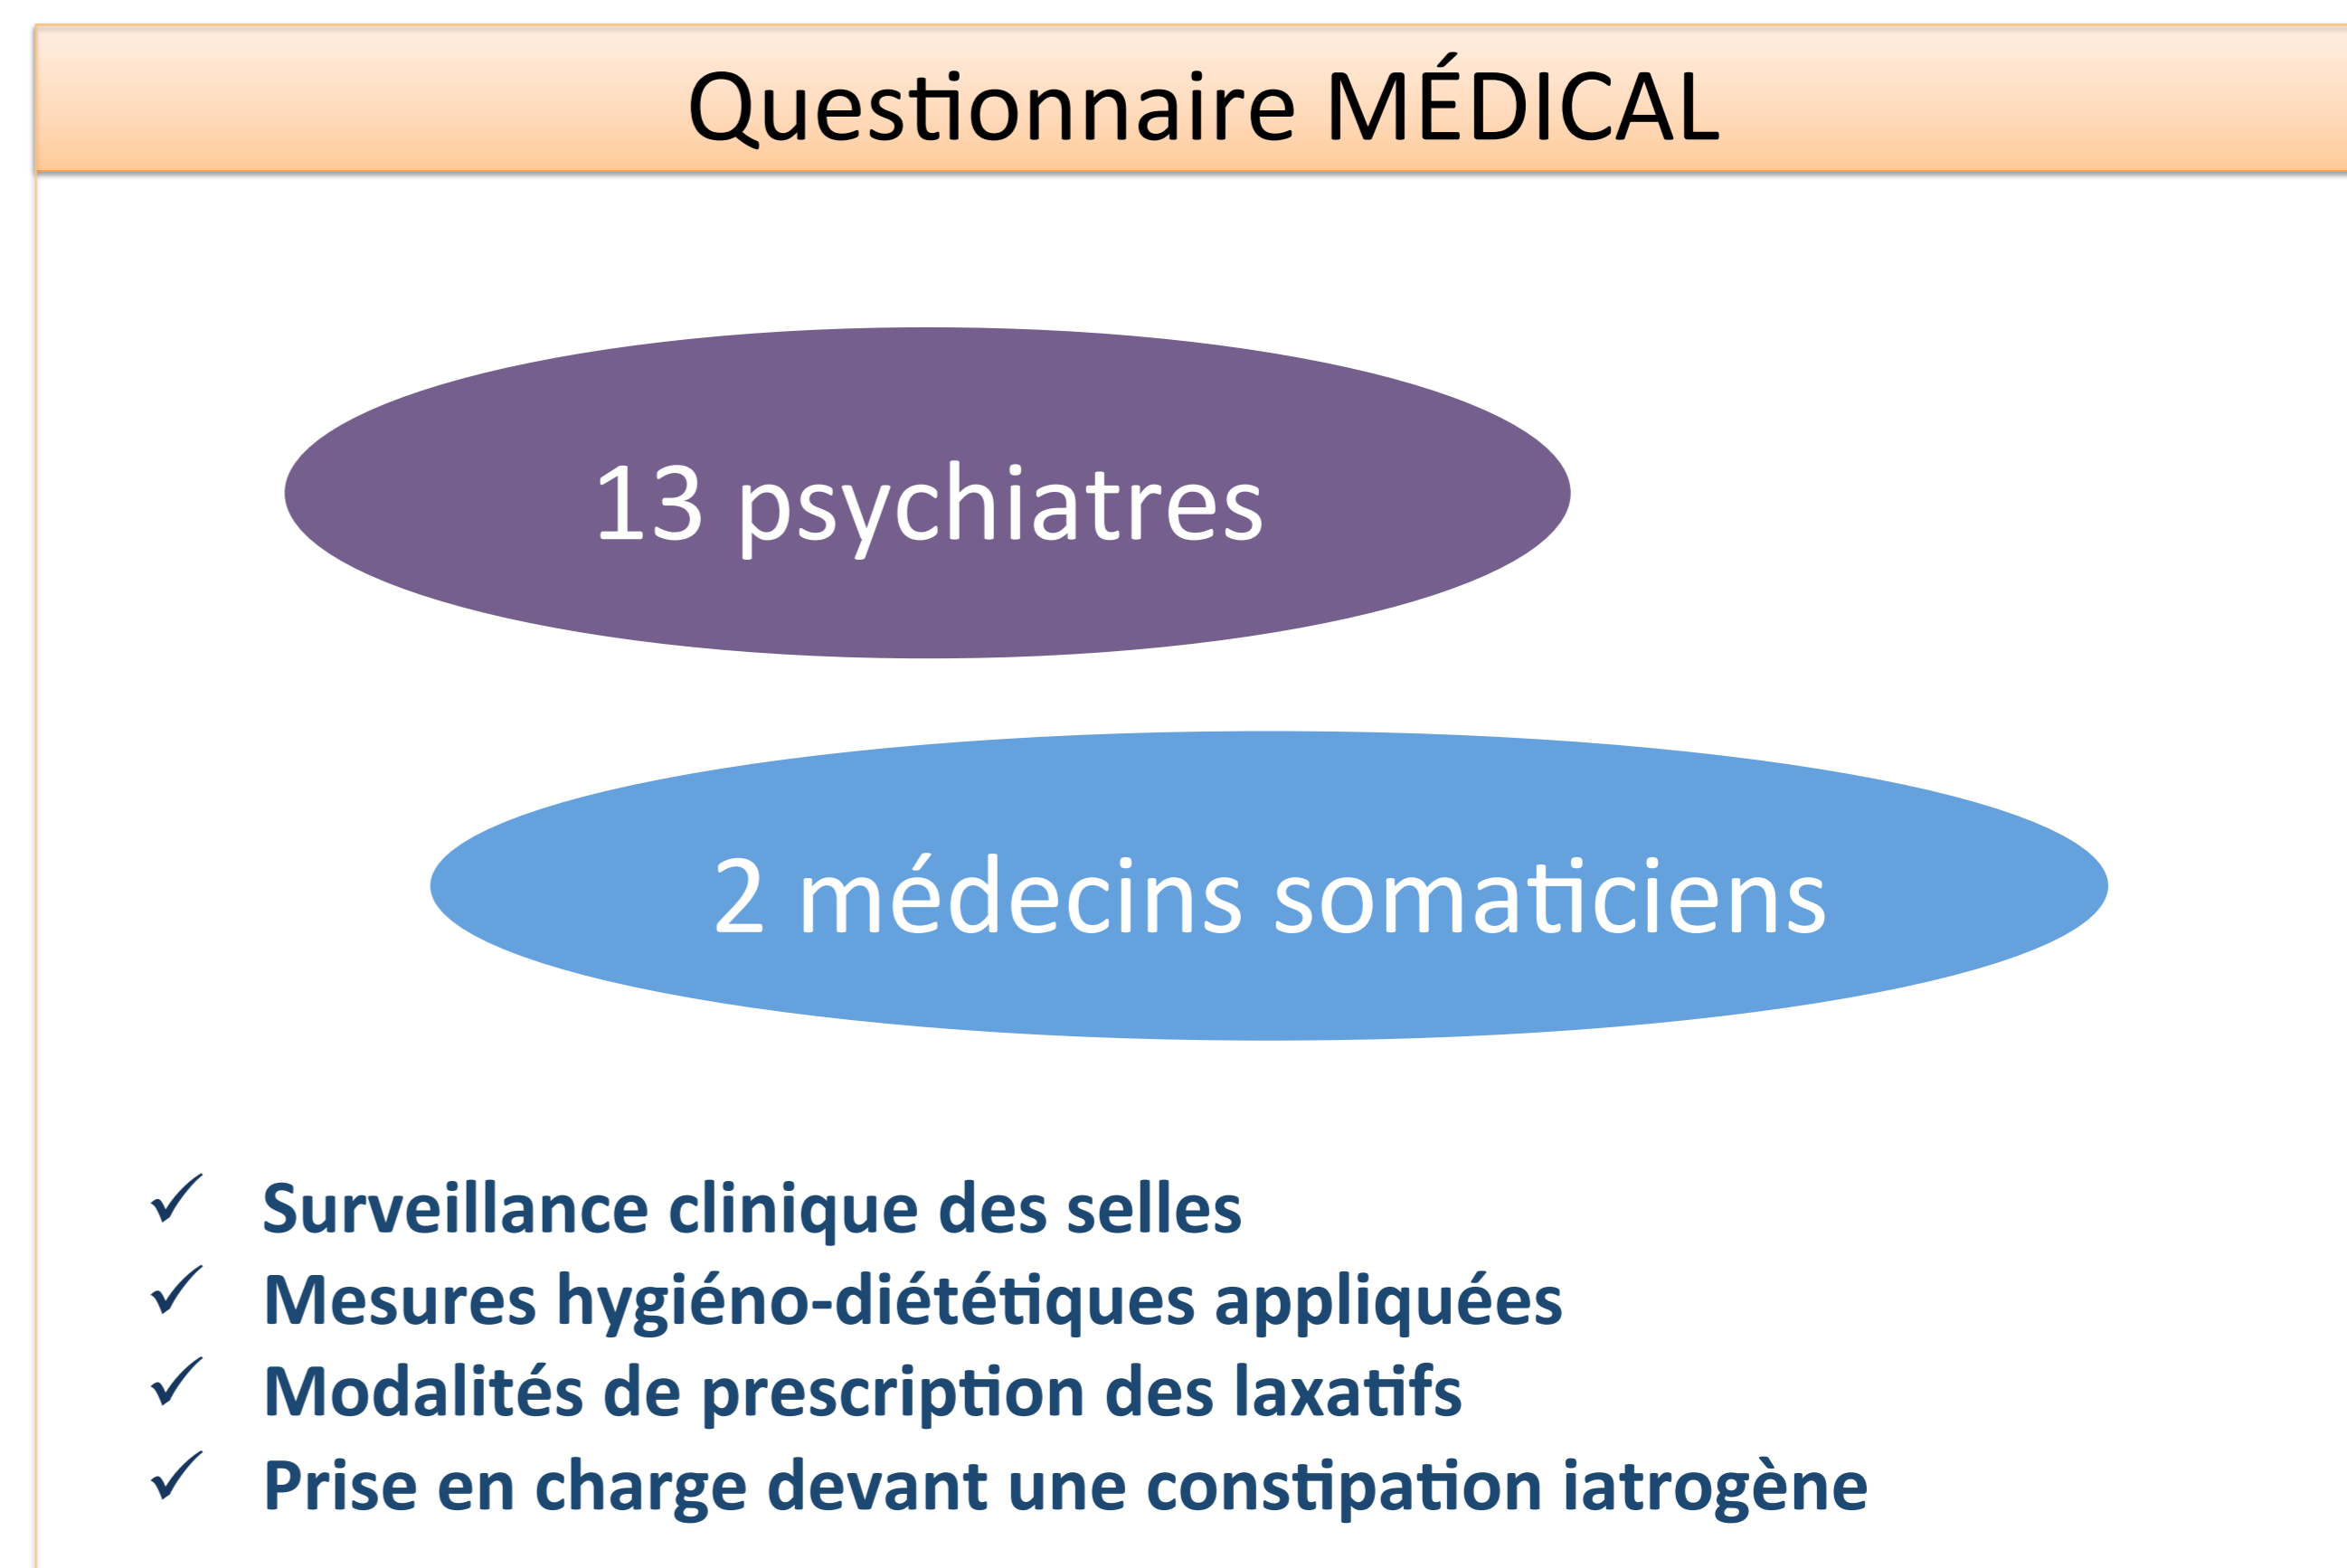 Questionnaire MÉDICAL
13 psychiatres
2 médecins somaticiens
✓ Surveillance clinique des selles
✓ Mesures hygiéno-diététiques appliquées
✓ Modalités de prescription des laxatifs
✓ Prise en charge devant une constipation iatrogène